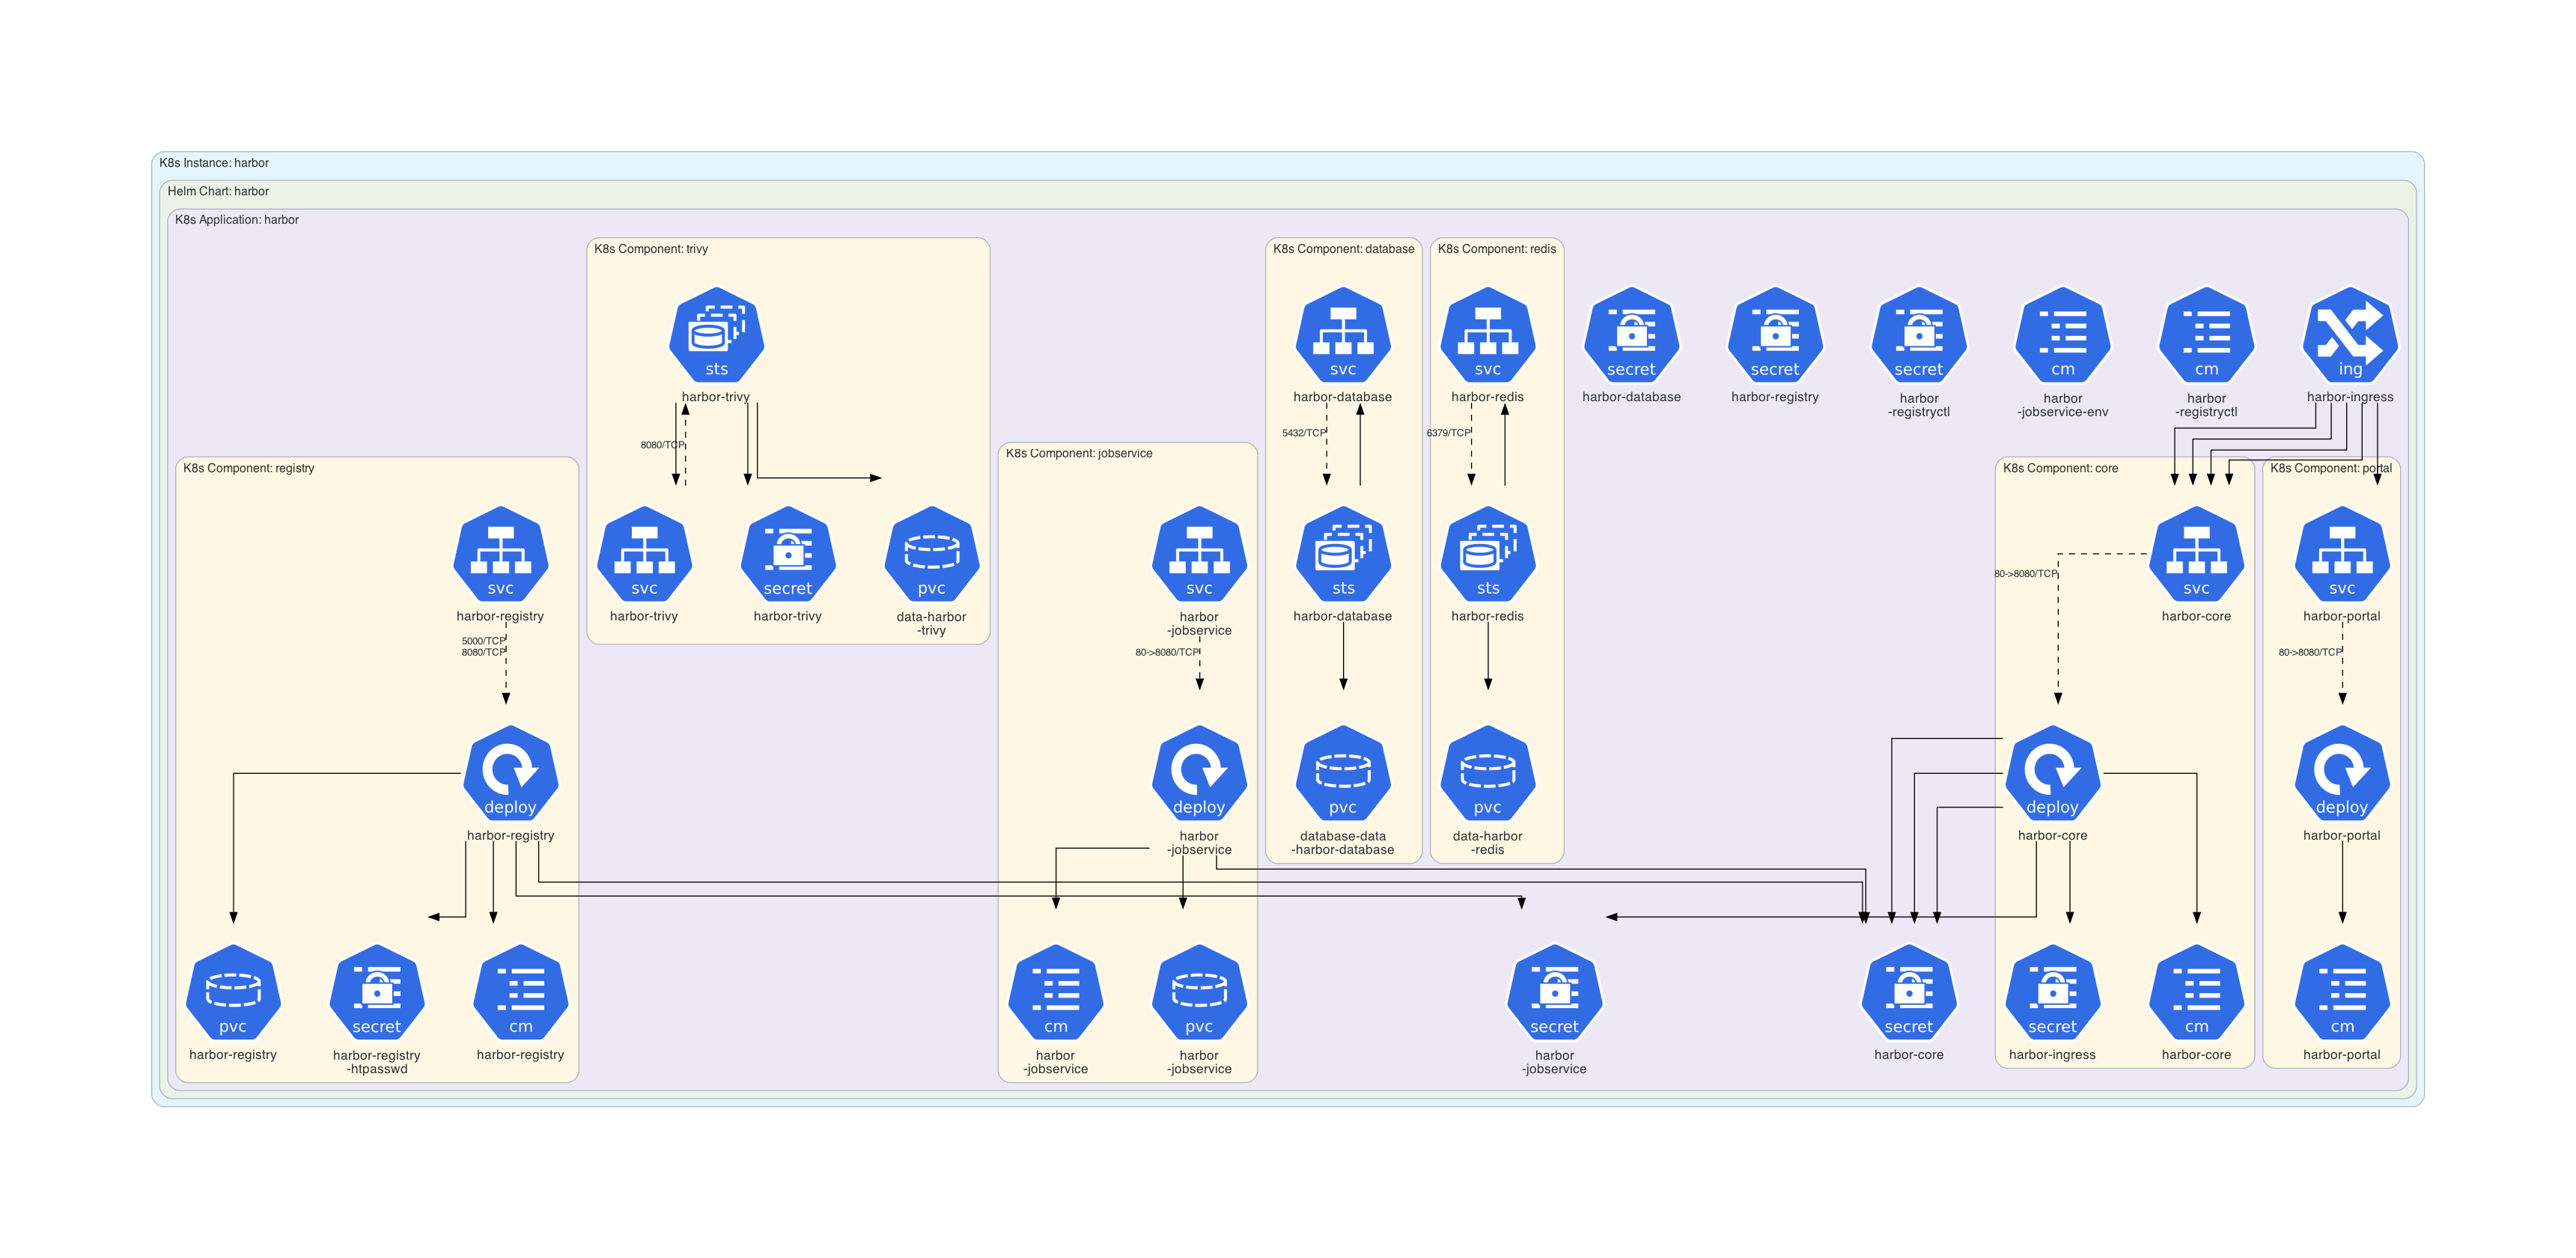 K8s Instance: harbor
Helm Chart: harbor
K8s Application: harbor
K8s Component: trivy
sts
harbor-trivy
8080/TCP
svc
harbor-trivy
secret
harbor-trivy
pvc
data-harbor
-trivy
K8s Component: database
svc
harbor-database
5432/TCP
sts
harbor-database
pvc
database-data
-harbor-database
K8s Component: redis
svc
harbor-redis
6379/TCP
sts
harbor-redis
pvc
data-harbor
-redis
secret
harbor-database
secret
harbor-registry
secret
harbor
-registryctl
cm
harbor
-jobservice-env
cm
harbor
-registryctl
ing
harbor-ingress
K8s Component: registry
svc
harbor-registry
5000/TCP
8080/TCP
deploy
harbor-registry
pvc
harbor-registry
secret
harbor-registry
-htpasswd
cm
harbor-registry
K8s Component: jobservice
svc
harbor
-jobservice
80->8080/TCP
deploy
harbor
-jobservice
cm
harbor
-jobservice
pvc
harbor
-jobservice
secret
harbor
-jobservice
secret
harbor-core
K8s Component: core
svc
harbor-core
80->8080/TCP
deploy
harbor-core
secret
harbor-ingress
cm
harbor-core
K8s Component: portal
svc
harbor-portal
80->8080/TCP
deploy
harbor-portal
cm
harbor-portal